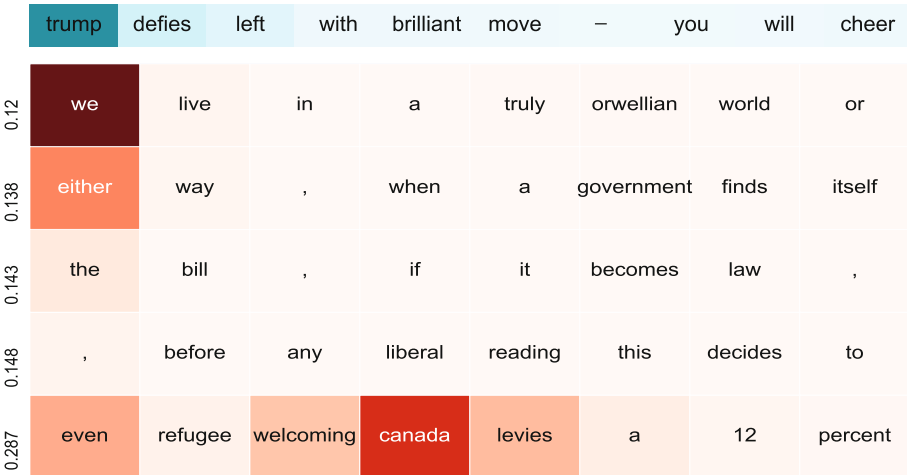 trump defies left with brilliant move – you will cheer
0.12 we live in a truly orwellian world or
0.138 either way , when a government finds itself
0.143 the bill , if it becomes law ,
0.148 , before any liberal reading this decides to
0.287 even refugee welcoming canada levies a 12 percent